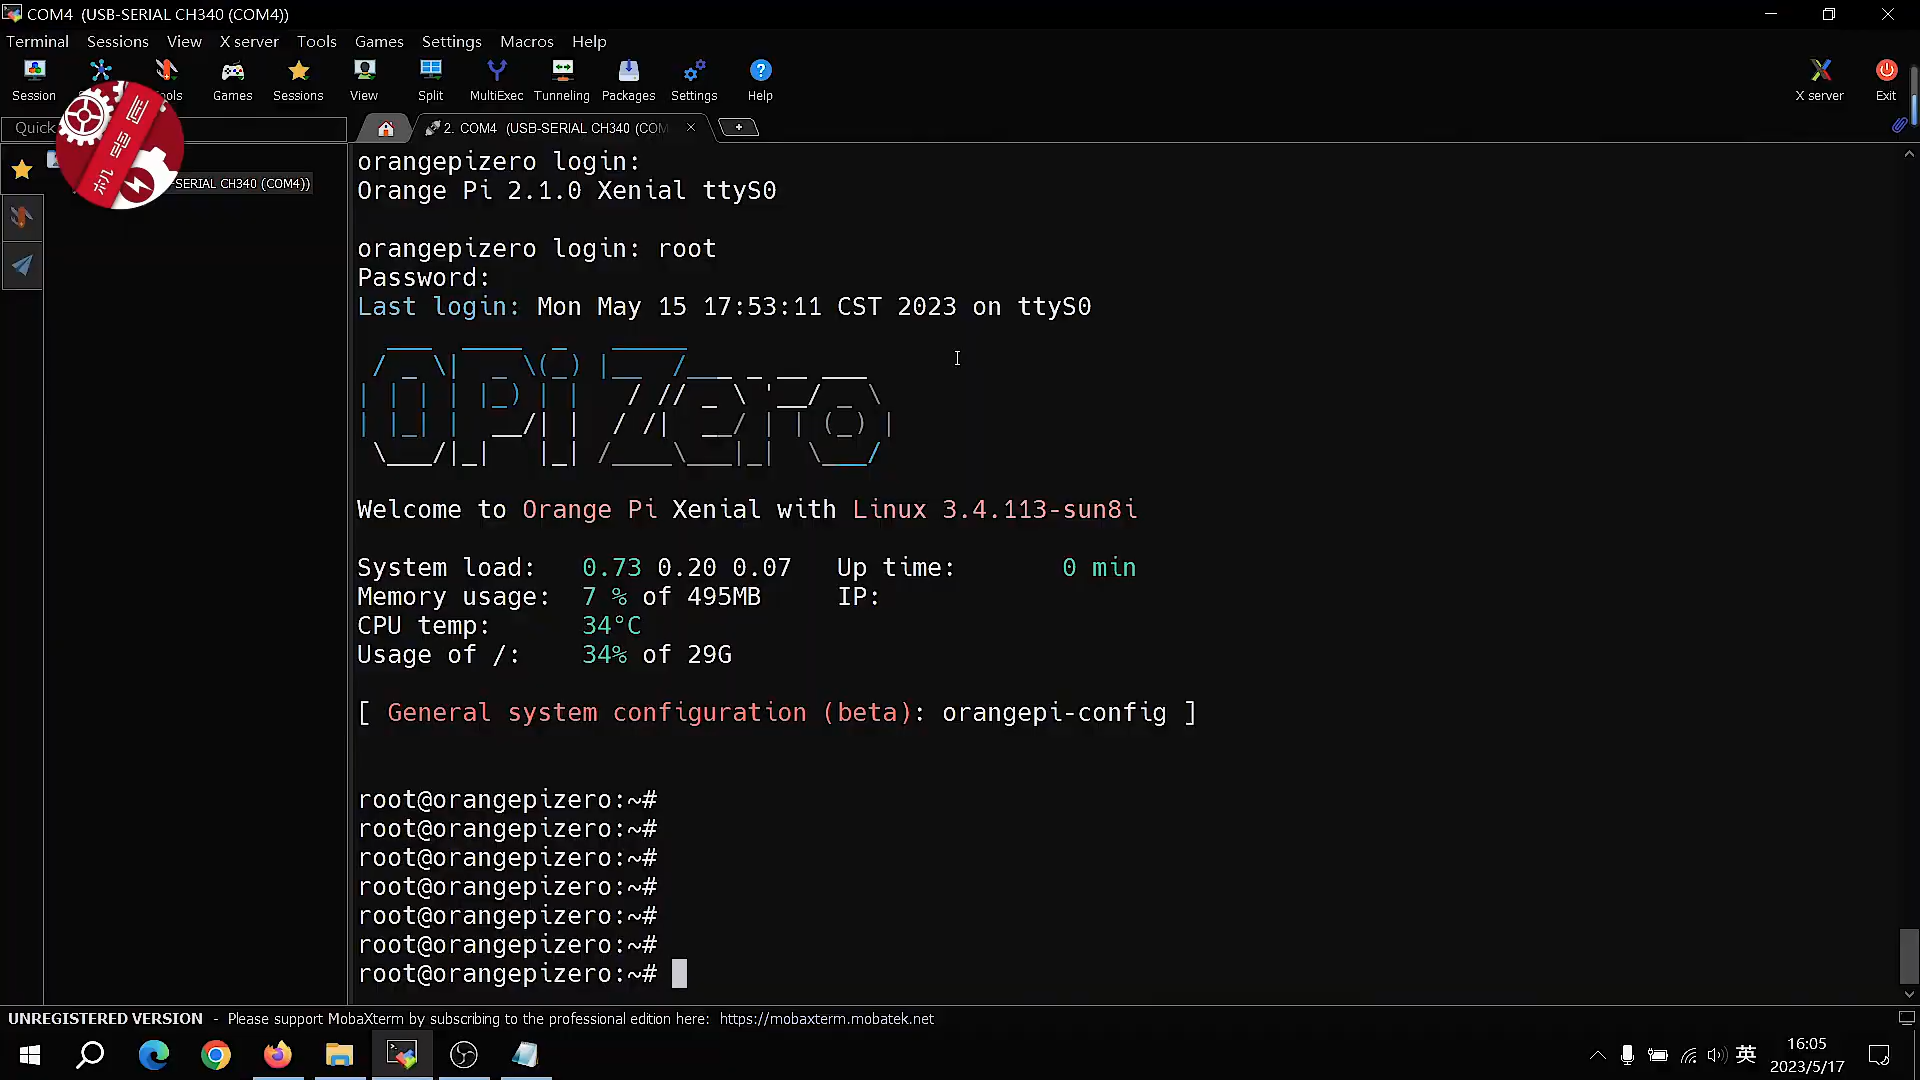 COM4 (USB-SERIAL CH340 (COM4))
Terminal Sessions View X server Tools Games Settings Macros Help
Session Games Sessions View Split MultiExec Tunneling Packages Settings Help X server Exit
Quick
2. COM4 (USB-SERIAL CH340 (COM
-SERIAL CH340 (COM4))
orangepizero login:
Orange Pi 2.1.0 Xenial ttyS0
orangepizero login: root
Password:
Last login: Mon May 15 17:53:11 CST 2023 on ttyS0
OPi Zero
Welcome to Orange Pi Xenial with Linux 3.4.113-sun8i
System load: 0.73 0.20 0.07 Up time: 0 min
Memory usage: 7 % of 495MB IP:
CPU temp: 34°C
Usage of /: 34% of 29G
[ General system configuration (beta): orangepi-config ]
root@orangepizero:~#
root@orangepizero:~#
root@orangepizero:~#
root@orangepizero:~#
root@orangepizero:~#
root@orangepizero:~#
root@orangepizero:~#
UNREGISTERED VERSION - Please support MobaXterm by subscribing to the professional edition here: https://mobaxterm.mobatek.net
英
16:05
2023/5/17